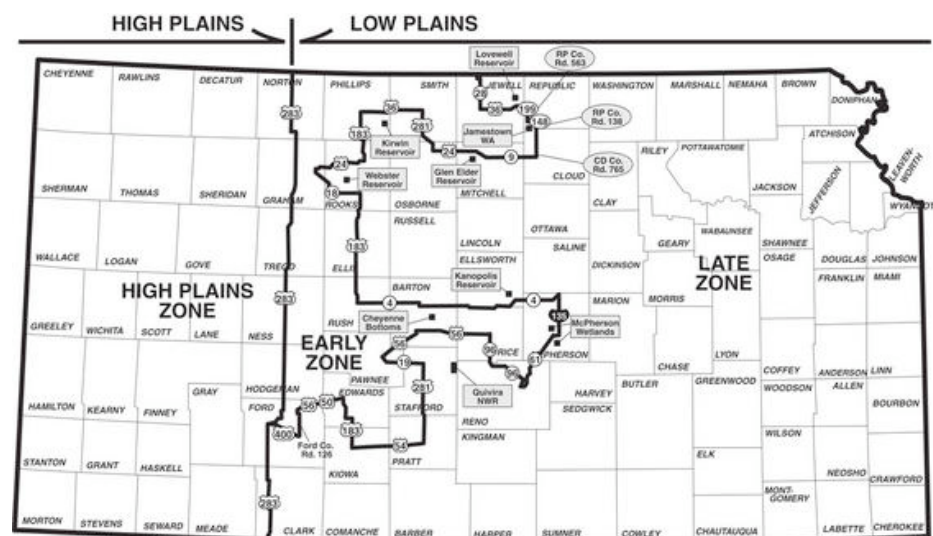 HIGH PLAINS
LOW PLAINS
CHEYENNE
RAWLINS
DECATUR
NORTON
PHILLIPS
SMITH
JEWELL
REPUBLIC
WASHINGTON
MARSHALL
NEMAHA
BROWN
DONIPHAN
Lovewell
Reservoir
RP Co.
Rd. 563
283
36
28
36
199
148
RP Co.
Rd. 138
183
281
Kirwin
Reservoir
Jamestown
WA
24
9
ATCHISON
24
Webster
Reservoir
Glen Elder
Reservoir
CD Co.
Rd. 765
CLOUD
RILEY
POTTAWATOMIE
JACKSON
JEFFERSON
LEAVEN-
WORTH
SHERMAN
THOMAS
SHERIDAN
GRAHAM
18
ROOKS
OSBORNE
MITCHELL
CLAY
WYANDOT
RUSSELL
OTTAWA
WABAUNSEE
WALLACE
LOGAN
GOVE
TREGO
ELLIS
183
LINCOLN
ELLSWORTH
SALINE
DICKINSON
GEARY
SHAWNEE
OSAGE
DOUGLAS
JOHNSON
LATE
ZONE
FRANKLIN
MIAMI
HIGH PLAINS
ZONE
283
BARTON
Kanopolis
Reservoir
4
4
MARION
MORRIS
135
GREELEY
WICHITA
SCOTT
LANE
NESS
RUSH
Cheyenne
Bottoms
McPherson
Wetlands
EARLY
ZONE
56
56
96
RICE
61
PHERSON
CHASE
LYON
COFFEY
ANDERSON
LINN
19
96
PAWNEE
EDWARDS
281
STAFFORD
Quivira
NWR
RENO
HARVEY
SEDGWICK
BUTLER
GREENWOOD
WOODSON
ALLEN
BOURBON
HAMILTON
KEARNY
FINNEY
GRAY
HODGEMAN
FORD
56
50
400
Ford Co.
Rd. 126
183
54
PRATT
KINGMAN
WILSON
ELK
STANTON
GRANT
HASKELL
KIOWA
NEOSHO
CRAWFORD
283
MONT-
GOMERY
MORTON
STEVENS
SEWARD
MEADE
CLARK
COMANCHE
BARBER
HARPER
SUMNER
COWLEY
CHAUTAUQUA
LABETTE
CHEROKEE